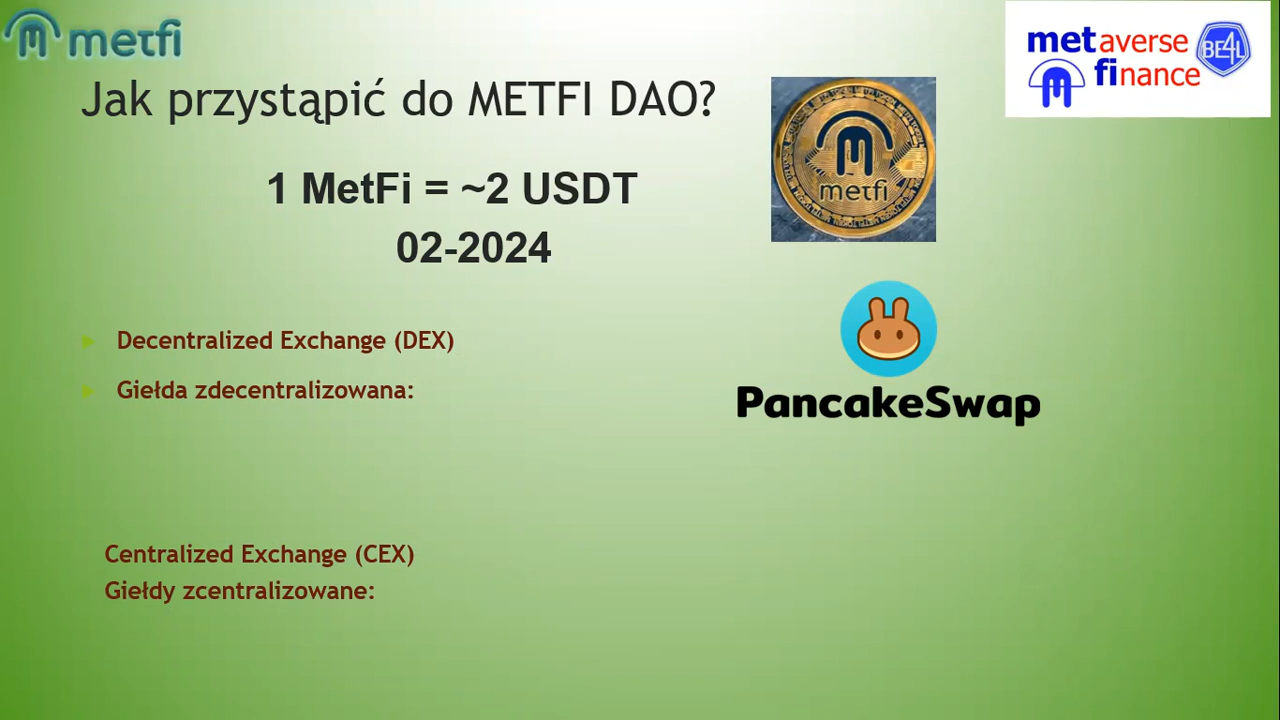 metfi
metaverse
finance
BE4L
Jak przystąpić do METFI DAO?
metfi
1 MetFi = ~2 USDT
02-2024
Decentralized Exchange (DEX)
Giełda zdecentralizowana:
PancakeSwap
Centralized Exchange (CEX)
Giełdy zcentralizowane: